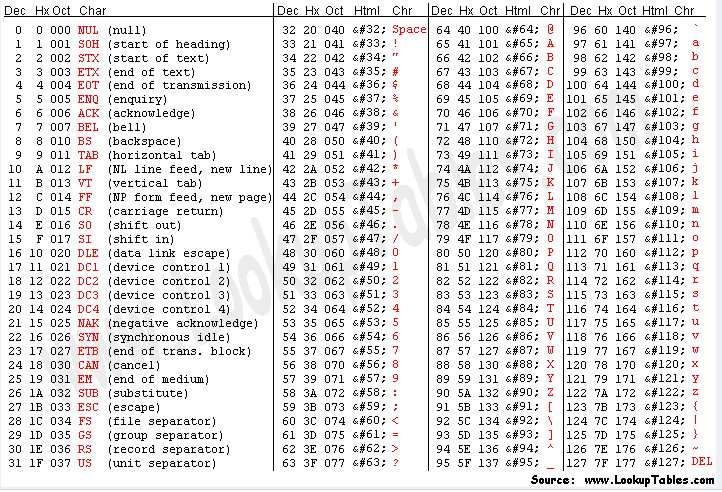 Dec Hx Oct Char Dec Hx Oct Html Chr Dec Hx Oct Html Chr Dec Hx Oct Html Chr
0 0 000 NUL (null) 32 20 040 &#32; Space 64 40 100 &#64; @ 96 60 140 &#96; `
1 1 001 SOH (start of heading) 33 21 041 &#33; ! 65 41 101 &#65; A 97 61 141 &#97; a
2 2 002 STX (start of text) 34 22 042 &#34; " 66 42 102 &#66; B 98 62 142 &#98; b
3 3 003 ETX (end of text) 35 23 043 &#35; # 67 43 103 &#67; C 99 63 143 &#99; c
4 4 004 EOT (end of transmission) 36 24 044 &#36; $ 68 44 104 &#68; D 100 64 144 &#100; d
5 5 005 ENQ (enquiry) 37 25 045 &#37; % 69 45 105 &#69; E 101 65 145 &#101; e
6 6 006 ACK (acknowledge) 38 26 046 &#38; & 70 46 106 &#70; F 102 66 146 &#102; f
7 7 007 BEL (bell) 39 27 047 &#39; ' 71 47 107 &#71; G 103 67 147 &#103; g
8 8 010 BS (backspace) 40 28 050 &#40; ( 72 48 110 &#72; H 104 68 150 &#104; h
9 9 011 TAB (horizontal tab) 41 29 051 &#41; ) 73 49 111 &#73; I 105 69 151 &#105; i
10 A 012 LF (NL line feed, new line) 42 2A 052 &#42; * 74 4A 112 &#74; J 106 6A 152 &#106; j
11 B 013 VT (vertical tab) 43 2B 053 &#43; + 75 4B 113 &#75; K 107 6B 153 &#107; k
12 C 014 FF (NP form feed, new page) 44 2C 054 &#44; , 76 4C 114 &#76; L 108 6C 154 &#108; l
13 D 015 CR (carriage return) 45 2D 055 &#45; - 77 4D 115 &#77; M 109 6D 155 &#109; m
14 E 016 SO (shift out) 46 2E 056 &#46; . 78 4E 116 &#78; N 110 6E 156 &#110; n
15 F 017 SI (shift in) 47 2F 057 &#47; / 79 4F 117 &#79; O 111 6F 157 &#111; o
16 10 020 DLE (data link escape) 48 30 060 &#48; 0 80 50 120 &#80; P 112 70 160 &#112; p
17 11 021 DC1 (device control 1) 49 31 061 &#49; 1 81 51 121 &#81; Q 113 71 161 &#113; q
18 12 022 DC2 (device control 2) 50 32 062 &#50; 2 82 52 122 &#82; R 114 72 162 &#114; r
19 13 023 DC3 (device control 3) 51 33 063 &#51; 3 83 53 123 &#83; S 115 73 163 &#115; s
20 14 024 DC4 (device control 4) 52 34 064 &#52; 4 84 54 124 &#84; T 116 74 164 &#116; t
21 15 025 NAK (negative acknowledge) 53 35 065 &#53; 5 85 55 125 &#85; U 117 75 165 &#117; u
22 16 026 SYN (synchronous idle) 54 36 066 &#54; 6 86 56 126 &#86; V 118 76 166 &#118; v
23 17 027 ETB (end of trans. block) 55 37 067 &#55; 7 87 57 127 &#87; W 119 77 167 &#119; w
24 18 030 CAN (cancel) 56 38 070 &#56; 8 88 58 130 &#88; X 120 78 170 &#120; x
25 19 031 EM (end of medium) 57 39 071 &#57; 9 89 59 131 &#89; Y 121 79 171 &#121; y
26 1A 032 SUB (substitute) 58 3A 072 &#58; : 90 5A 132 &#90; Z 122 7A 172 &#122; z
27 1B 033 ESC (escape) 59 3B 073 &#59; ; 91 5B 133 &#91; [ 123 7B 173 &#123; {
28 1C 034 FS (file separator) 60 3C 074 &#60; < 92 5C 134 &#92; \ 124 7C 174 &#124; |
29 1D 035 GS (group separator) 61 3D 075 &#61; = 93 5D 135 &#93; ] 125 7D 175 &#125; }
30 1E 036 RS (record separator) 62 3E 076 &#62; > 94 5E 136 &#94; ^ 126 7E 176 &#126; ~
31 1F 037 US (unit separator) 63 3F 077 &#63; ? 95 5F 137 &#95; _ 127 7F 177 &#127; DEL
Source: www.LookupTables.com